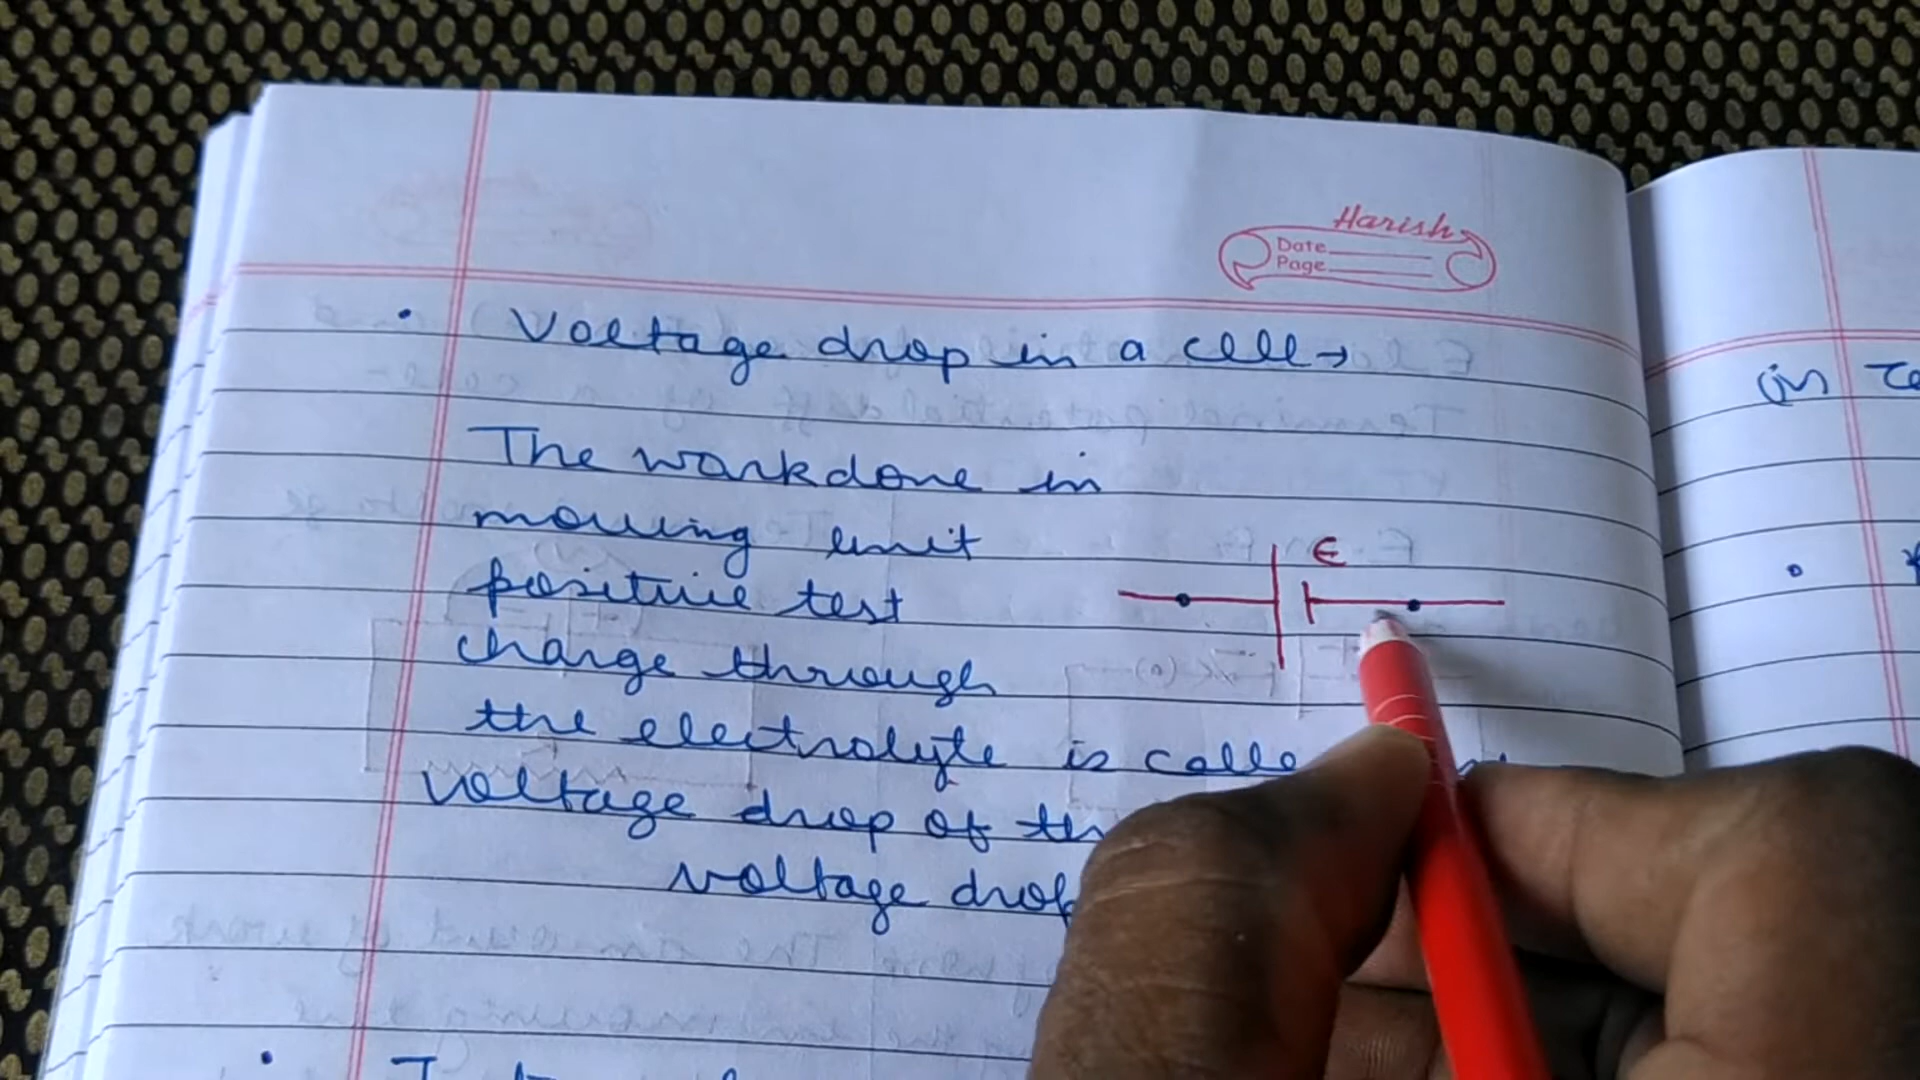 Harish
Date
Page
• Voltage drop in a cell →
The workdone in
moving unit
positive test
charge through
the electrolyte is calle
voltage drop of th
voltage drop
E
(in)